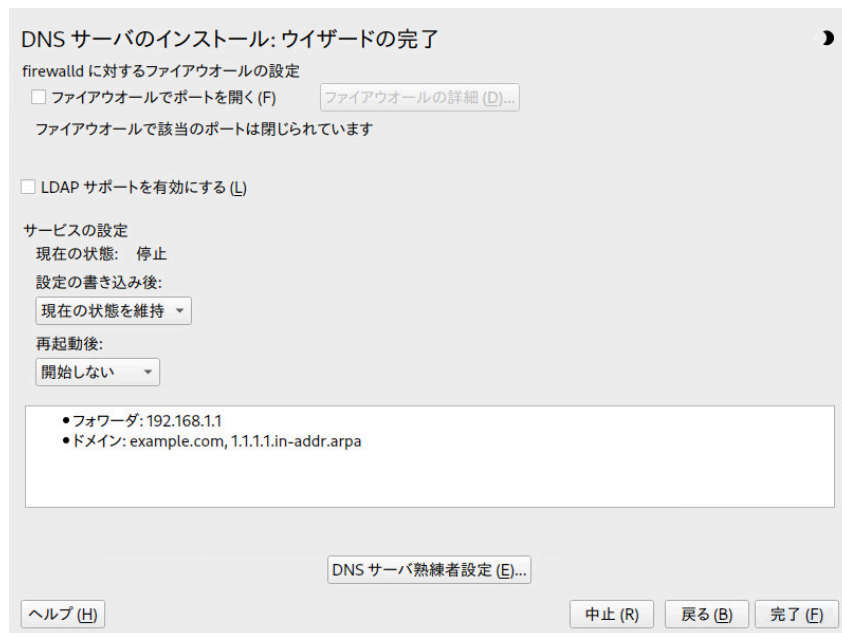 DNS サーバのインストール: ウイザードの完了
firewalld に対するファイアウオールの設定
ファイアウオールでポートを開く(F)
ファイアウオールの詳細 (D)...
ファイアウオールで該当のポートは閉じられています
LDAP サポートを有効にする (L)
サービスの設定
現在の状態: 停止
設定の書き込み後:
現在の状態を維持
再起動後:
開始しない
●フォワーダ: 192.168.1.1
●ドメイン: example.com, 1.1.1.1.in-addr.arpa
DNS サーバ熟練者設定 (E)...
ヘルプ (H)
中止 (R)
戻る (B)
完了 (F)